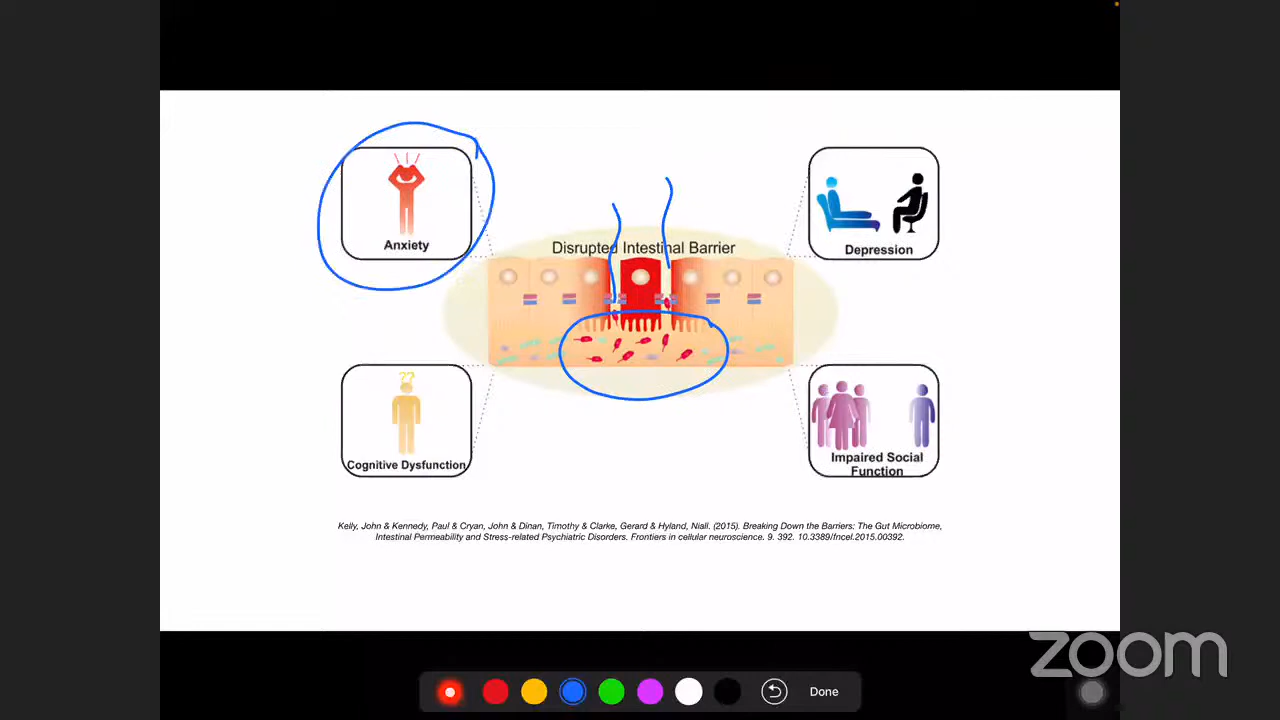 Anxiety
Depression
Disrupted Intestinal Barrier
??
Cognitive Dysfunction
Impaired Social
Function
Kelly, John & Kennedy, Paul & Cryan, John & Dinan, Timothy & Clarke, Gerard & Hyland, Niall. (2015). Breaking Down the Barriers: The Gut Microbiome,
Intestinal Permeability and Stress-related Psychiatric Disorders. Frontiers in cellular neuroscience. 9. 392. 10.3389/fncel.2015.00392.
zoom
Done